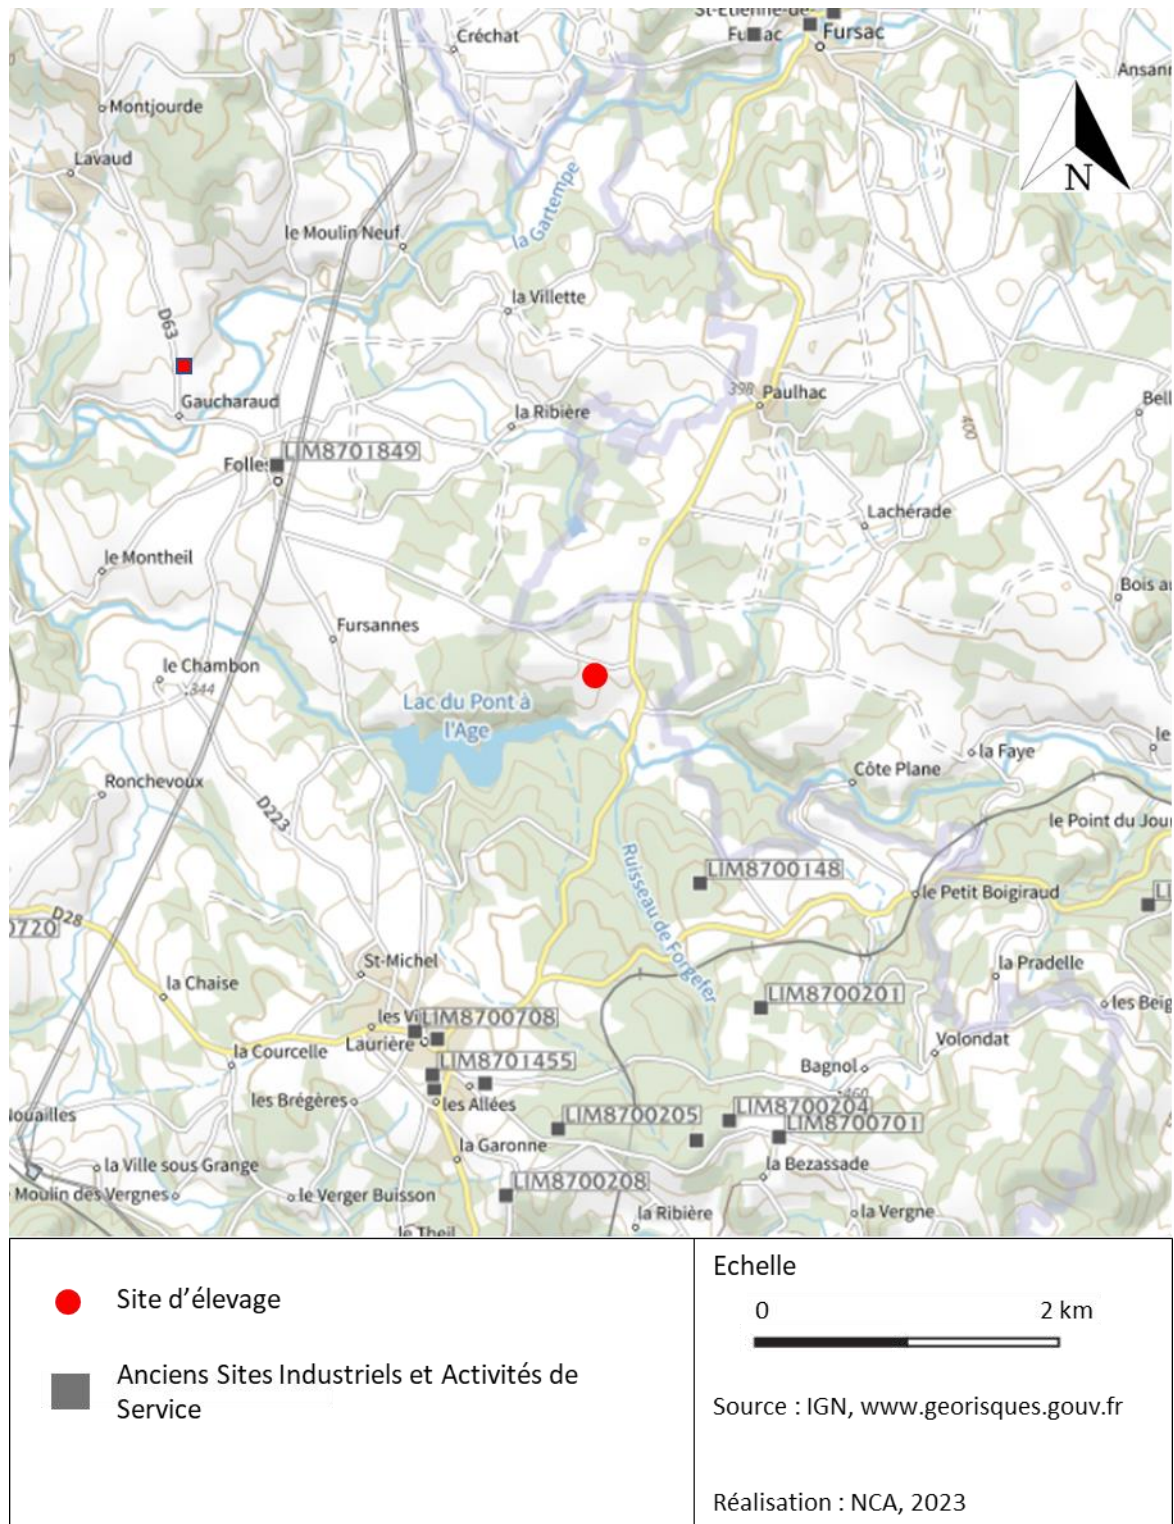 St-Etienne-de-
Fursac
Créchat
Fursac
Montjourde
Lavaud
N
le Moulin Neuf
la Gartempe
la Villette
D63
Gaucharaud
la Ribière
398
Paulhac
400
LIM8701849
Folles
Lachérade
le Montheil
Fursannes
le Chambon
344
Lac du Pont à
l'Age
la Faye
Côte Plane
Ronchevoux
D223
le Point du Jour
Ruisseau de Forgefer
LIM8700148
le Petit Boigiraud
D28
0720
St-Michel
la Pradelle
la Chaise
LIM8700201
LIM8700708
Laurière
Volondat
la Courcelle
LIM8701455
Bagnol
460
les Brégères
les Allées
LIM8700205
LIM8700204
LIM8700701
la Garonne
la Bezassade
la Ville sous Grange
Moulin des Vergnes
le Verger Buisson
LIM8700208
la Ribière
la Vergne
le Theil
Site d’élevage
Anciens Sites Industriels et Activités de
Service
Echelle
0 2 km
Source : IGN, www.georisques.gouv.fr
Réalisation : NCA, 2023